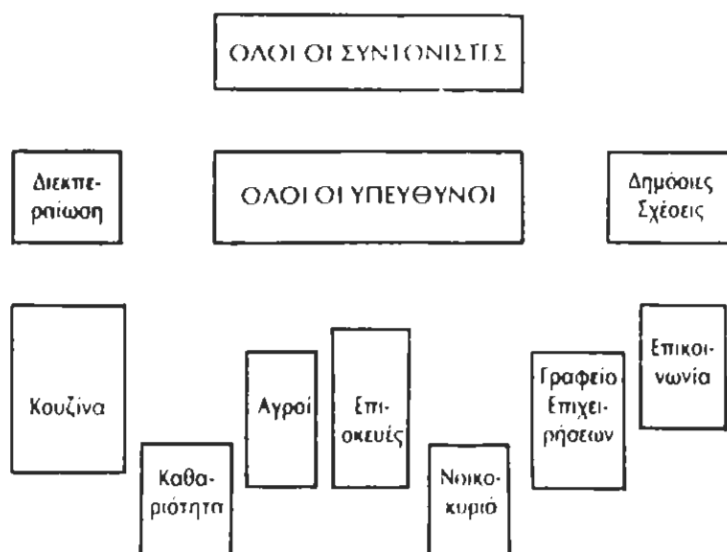 ΟΛΟΙ ΟΙ ΣΥΝΤΟΝΙΣΤΕΣ
Διεκπε-
ραίωση
ΟΛΟΙ ΟΙ ΥΠΕΥΘΥΝΟΙ
Δημόσιες
Σχέσεις
Κουζίνα
Καθα-
ριότητα
Αγροί
Επι-
σκευές
Νοικο-
κυριό
Γραφείο
Επιχει-
ρήσεων
Επικοι-
νωνία